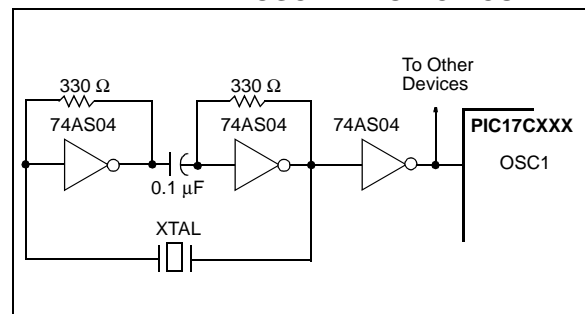 To Other
Devices
330 Ω
330 Ω
74AS04
74AS04
74AS04
PIC17CXXX
OSC1
0.1 µF
XTAL